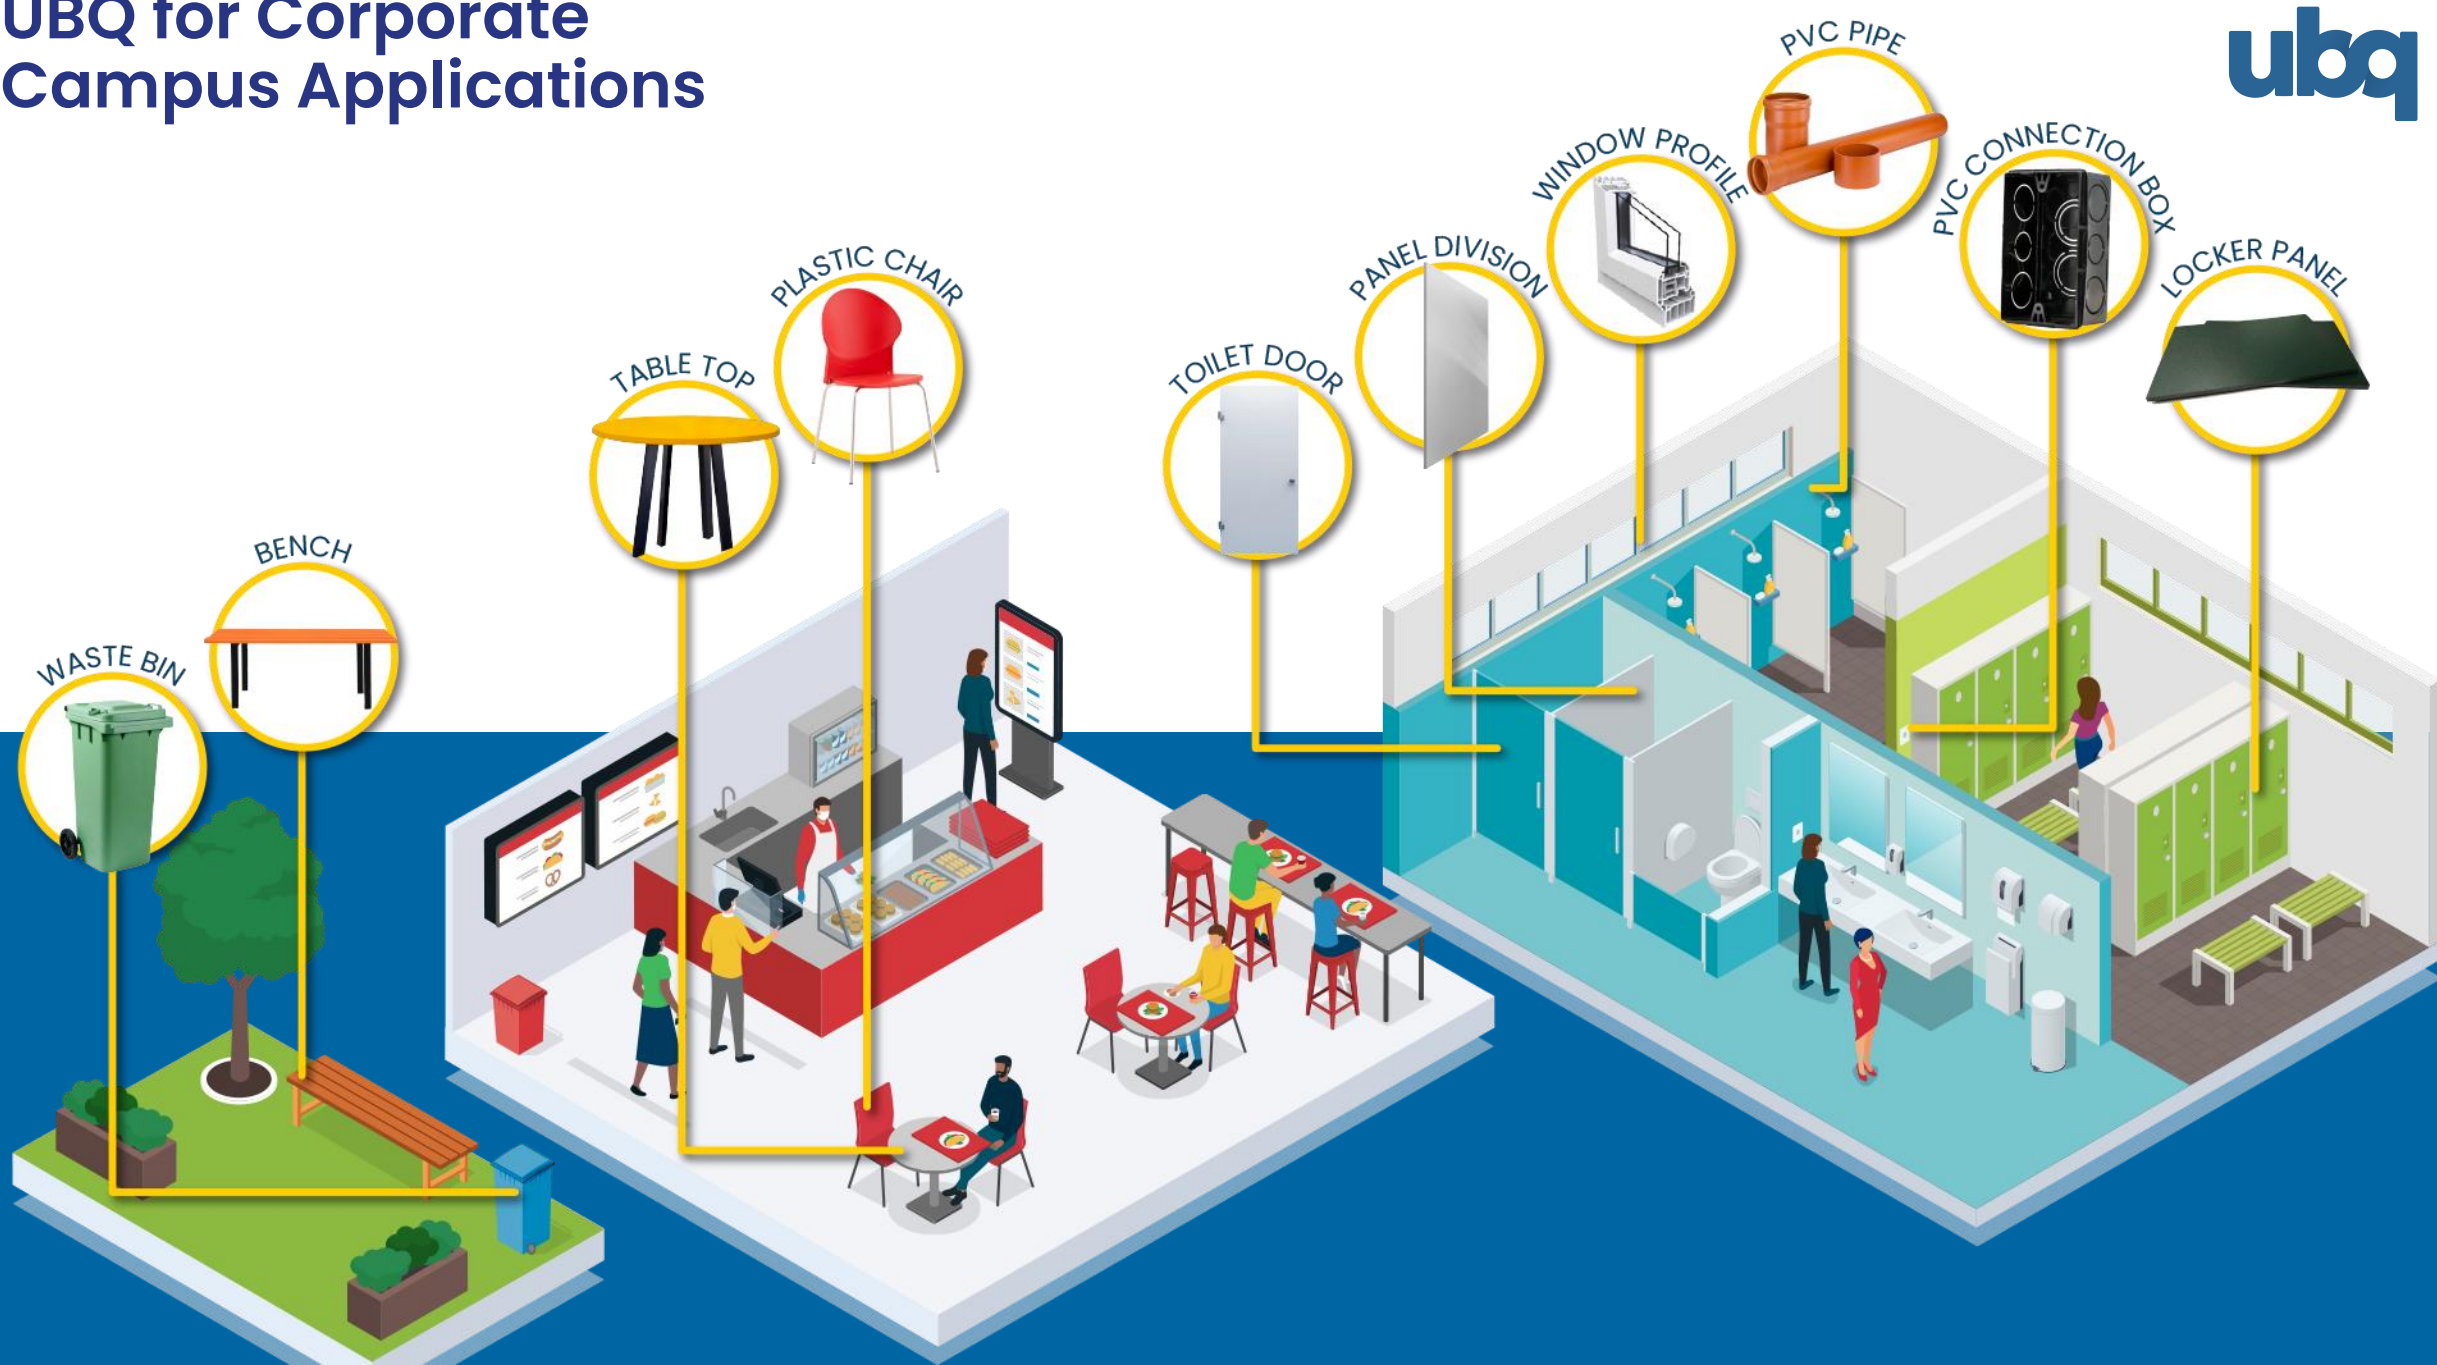 UBQ for Corporate
Campus Applications
ubq
WASTE BIN
BENCH
TABLE TOP
PLASTIC CHAIR
TOILET DOOR
PANEL DIVISION
WINDOW PROFILE
PVC PIPE
PVC CONNECTION BOX
LOCKER PANEL